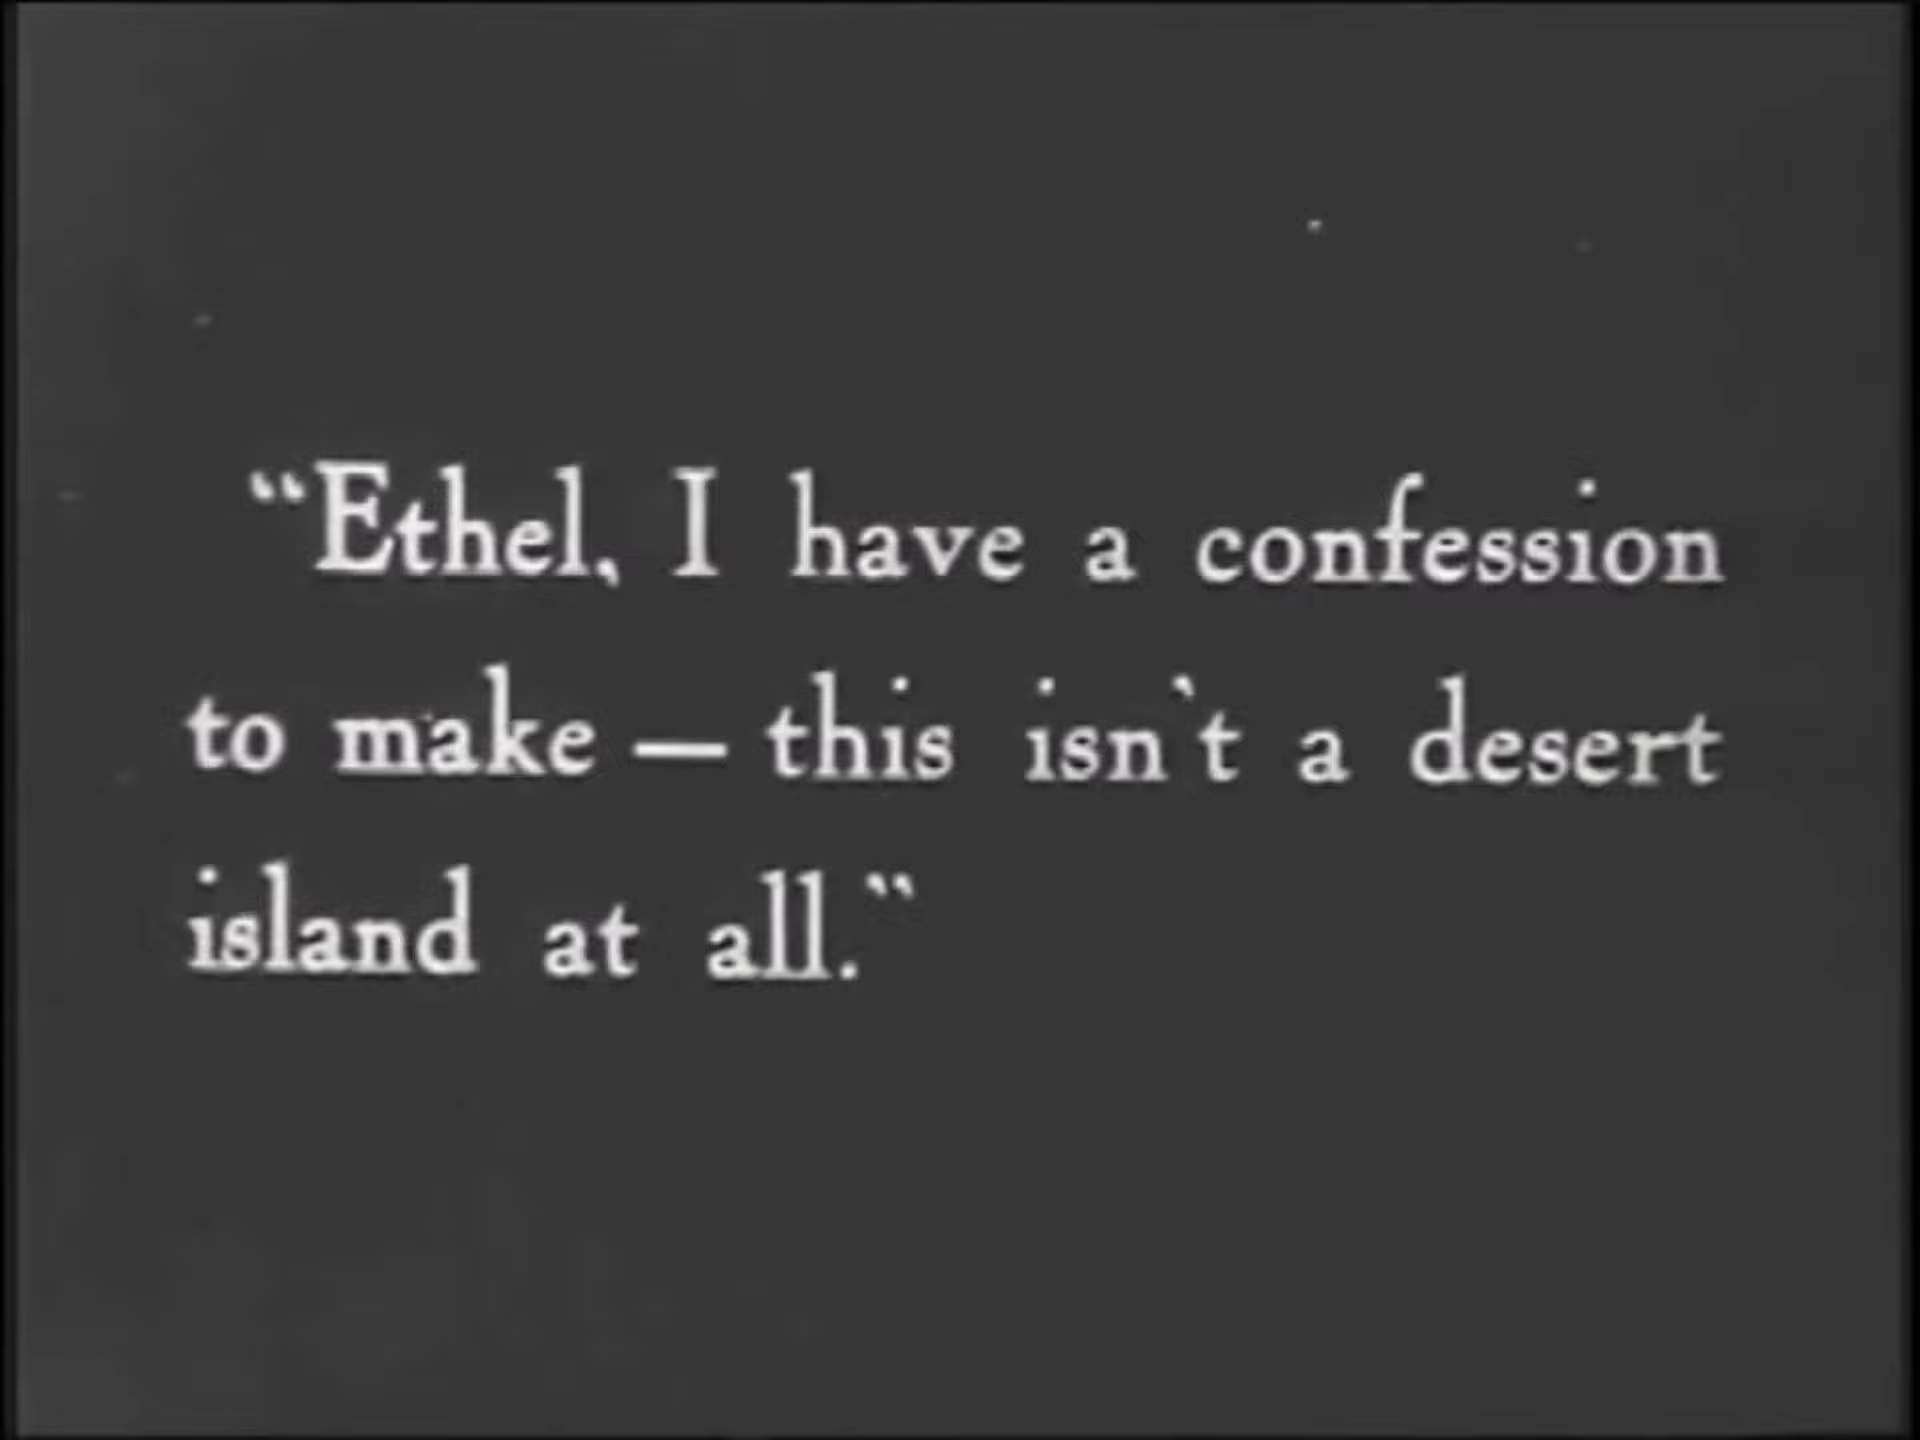 “Ethel, I have a confession
to make — this isn't a desert
island at all.”